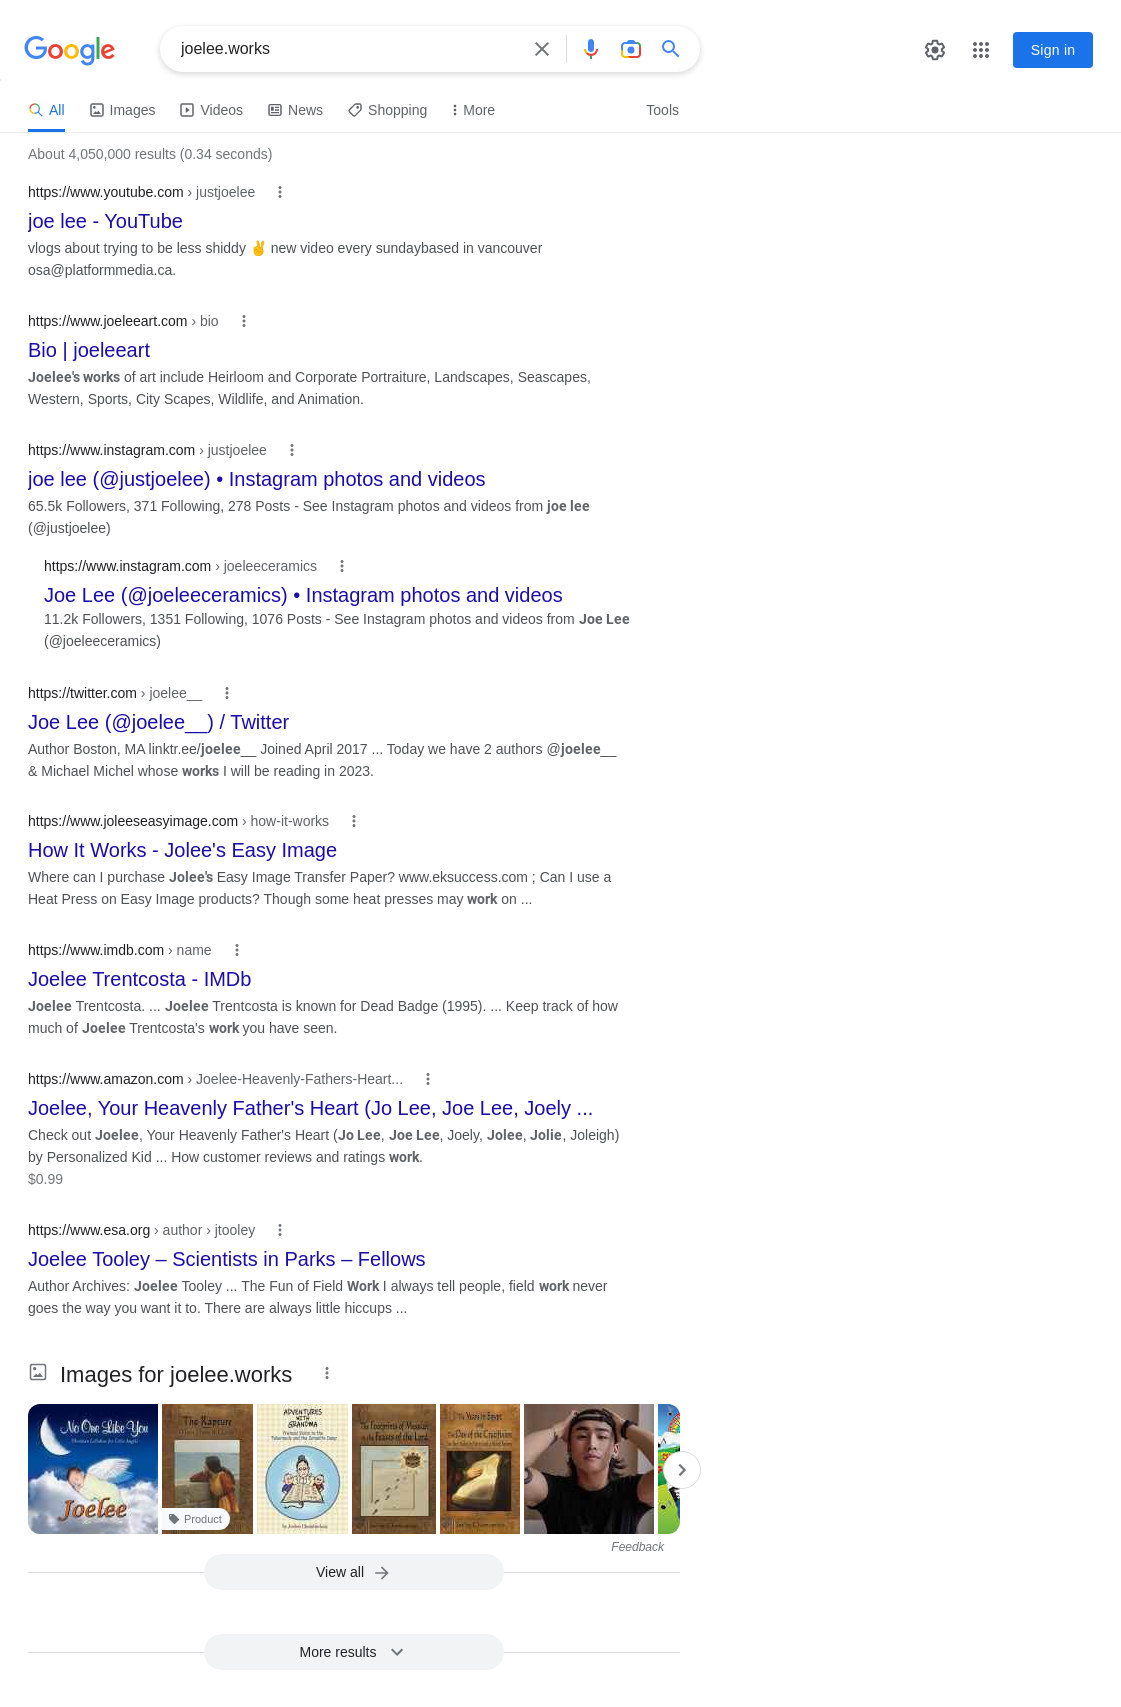 Google
joelee.works
Sign in
All
Images
Videos
News
Shopping
More
Tools
About 4,050,000 results (0.34 seconds)
https://www.youtube.com › justjoelee
joe lee - YouTube
vlogs about trying to be less shiddy ✌️ new video every sundaybased in vancouver
osa@platformmedia.ca.
https://www.joeleeart.com › bio
Bio | joeleeart
Joelee's works of art include Heirloom and Corporate Portraiture, Landscapes, Seascapes,
Western, Sports, City Scapes, Wildlife, and Animation.
https://www.instagram.com › justjoelee
joe lee (@justjoelee) • Instagram photos and videos
65.5k Followers, 371 Following, 278 Posts - See Instagram photos and videos from joe lee
(@justjoelee)
https://www.instagram.com › joeleeceramics
Joe Lee (@joeleeceramics) • Instagram photos and videos
11.2k Followers, 1351 Following, 1076 Posts - See Instagram photos and videos from Joe Lee
(@joeleeceramics)
https://twitter.com › joelee__
Joe Lee (@joelee__) / Twitter
Author Boston, MA linktr.ee/joelee__ Joined April 2017 ... Today we have 2 authors @joelee__
& Michael Michel whose works I will be reading in 2023.
https://www.joleeseasyimage.com › how-it-works
How It Works - Jolee's Easy Image
Where can I purchase Jolee's Easy Image Transfer Paper? www.eksuccess.com ; Can I use a
Heat Press on Easy Image products? Though some heat presses may work on ...
https://www.imdb.com › name
Joelee Trentcosta - IMDb
Joelee Trentcosta. ... Joelee Trentcosta is known for Dead Badge (1995). ... Keep track of how
much of Joelee Trentcosta's work you have seen.
https://www.amazon.com › Joelee-Heavenly-Fathers-Heart...
Joelee, Your Heavenly Father's Heart (Jo Lee, Joe Lee, Joely ...
Check out Joelee, Your Heavenly Father's Heart (Jo Lee, Joe Lee, Joely, Jolee, Jolie, Joleigh)
by Personalized Kid ... How customer reviews and ratings work.
$0.99
https://www.esa.org › author › jtooley
Joelee Tooley – Scientists in Parks – Fellows
Author Archives: Joelee Tooley ... The Fun of Field Work I always tell people, field work never
goes the way you want it to. There are always little hiccups ...
Images for joelee.works
No One Like You
Joelee
The Rapture
Product
ADVENTURES
WITH
GRANDMA
The Footprints of Messiah
in the Feasts of the Lord
The Years in Egypt
and
The Day of the Crucifixion
Feedback
View all
More results